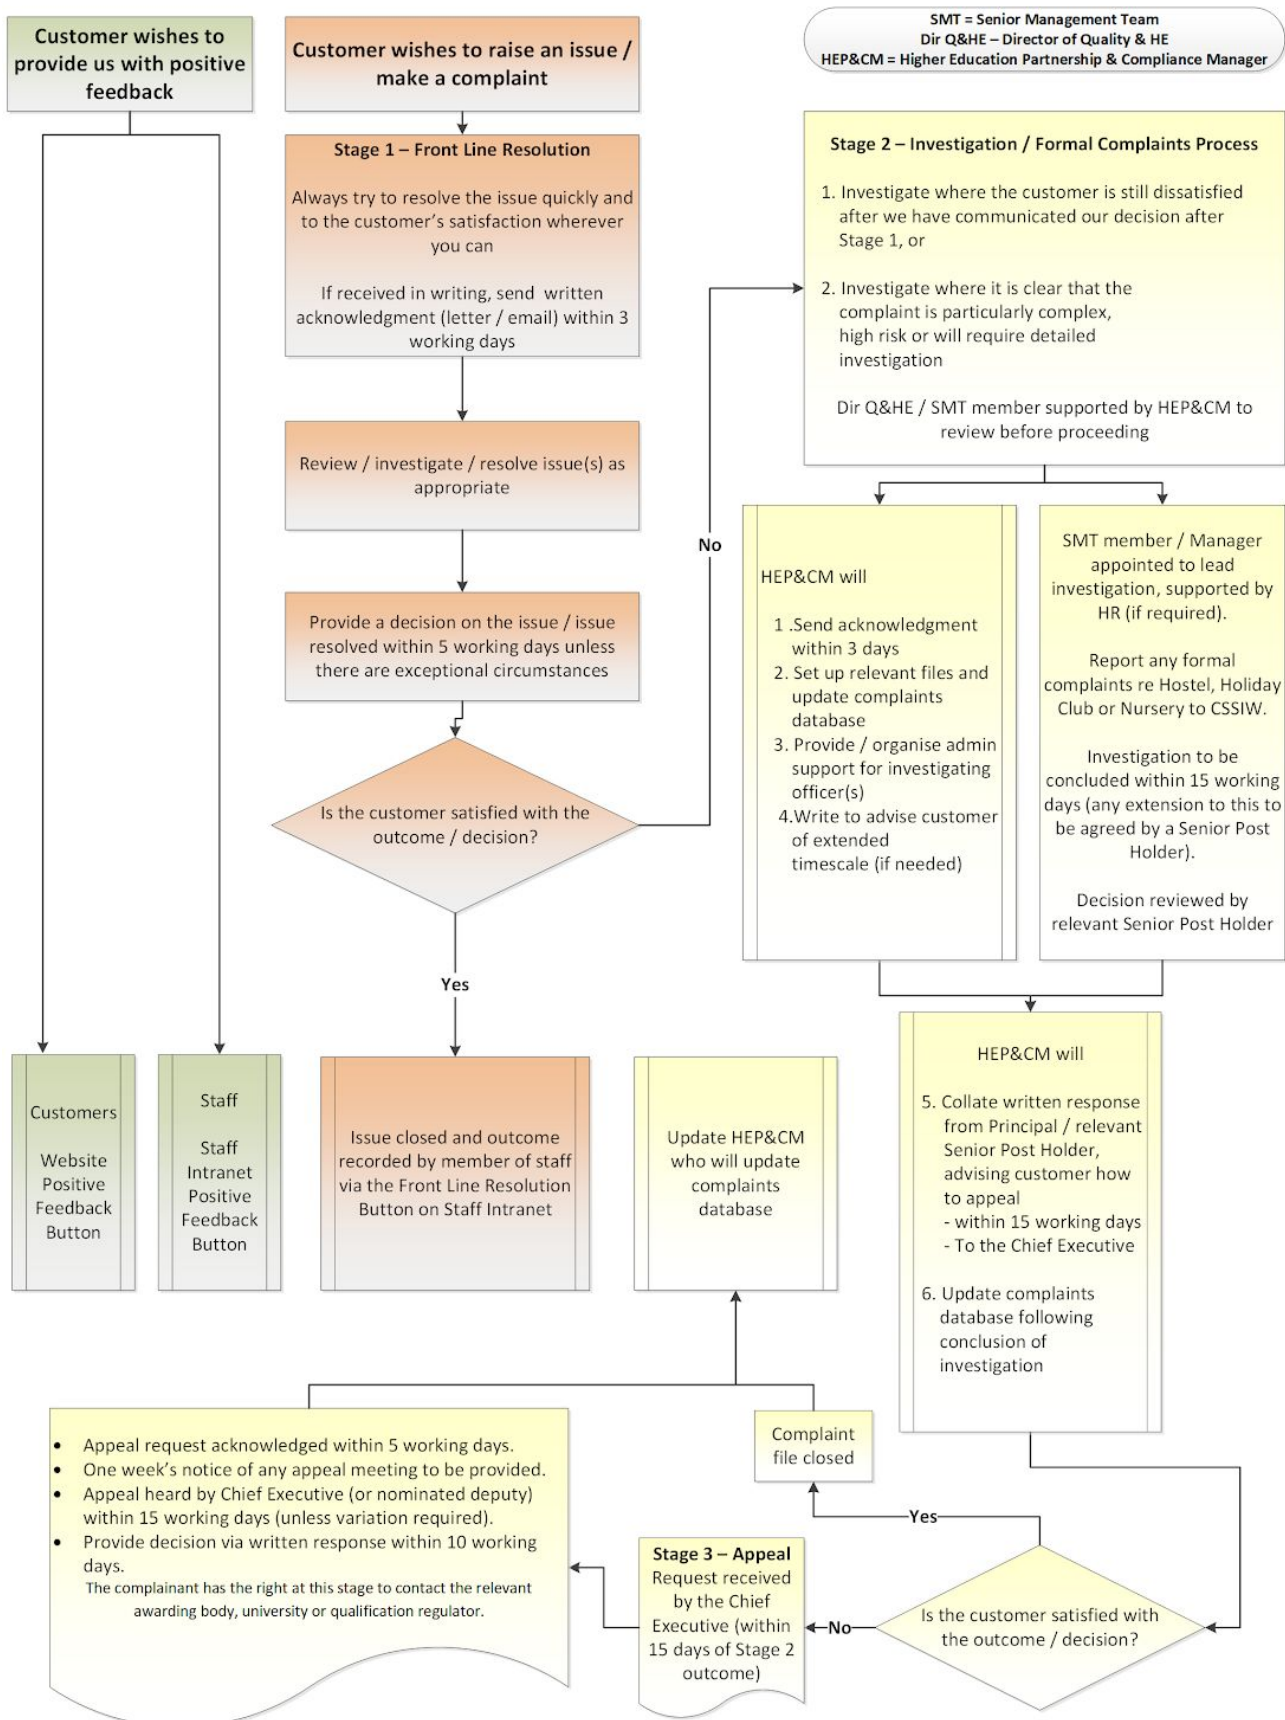 Customer wishes to
provide us with positive
feedback
Customer wishes to raise an issue /
make a complaint
SMT = Senior Management Team
Dir Q&HE – Director of Quality & HE
HEP&CM = Higher Education Partnership & Compliance Manager
Stage 1 – Front Line Resolution
Always try to resolve the issue quickly and
to the customer's satisfaction wherever
you can
If received in writing, send written
acknowledgment (letter / email) within 3
working days
Review / investigate / resolve issue(s) as
appropriate
Provide a decision on the issue / issue
resolved within 5 working days unless
there are exceptional circumstances
Is the customer satisfied with the
outcome / decision?
No
Yes
Stage 2 – Investigation / Formal Complaints Process
1. Investigate where the customer is still dissatisfied
after we have communicated our decision after
Stage 1, or
2. Investigate where it is clear that the
complaint is particularly complex,
high risk or will require detailed
investigation
Dir Q&HE / SMT member supported by HEP&CM to
review before proceeding
HEP&CM will
1 .Send acknowledgment
within 3 days
2. Set up relevant files and
update complaints
database
3. Provide / organise admin
support for investigating
officer(s)
4.Write to advise customer
of extended
timescale (if needed)
SMT member / Manager
appointed to lead
investigation, supported by
HR (if required).
Report any formal
complaints re Hostel, Holiday
Club or Nursery to CSSIW.
Investigation to be
concluded within 15 working
days (any extension to this to
be agreed by a Senior Post
Holder).
Decision reviewed by
relevant Senior Post Holder
Customers
Website
Positive
Feedback
Button
Staff
Staff
Intranet
Positive
Feedback
Button
Issue closed and outcome
recorded by member of staff
via the Front Line Resolution
Button on Staff Intranet
Update HEP&CM
who will update
complaints
database
HEP&CM will
5. Collate written response
from Principal / relevant
Senior Post Holder,
advising customer how
to appeal
- within 15 working days
- To the Chief Executive
6. Update complaints
database following
conclusion of
investigation
• Appeal request acknowledged within 5 working days.
• One week's notice of any appeal meeting to be provided.
• Appeal heard by Chief Executive (or nominated deputy)
within 15 working days (unless variation required).
• Provide decision via written response within 10 working
days.
The complainant has the right at this stage to contact the relevant
awarding body, university or qualification regulator.
Complaint
file closed
Yes
Stage 3 – Appeal
Request received
by the Chief
Executive (within
15 days of Stage 2
outcome)
No
Is the customer satisfied with
the outcome / decision?